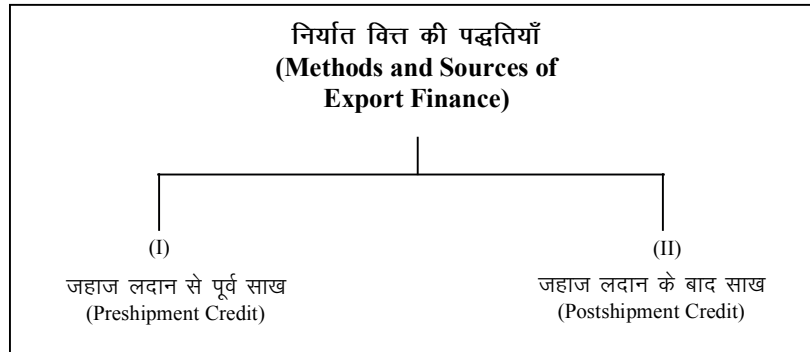 निर्यात वित्त की पद्धतियाँ
(Methods and Sources of
Export Finance)
(I)
जहाज लदान से पूर्व साख
(Preshipment Credit)
(II)
जहाज लदान के बाद साख
(Postshipment Credit)